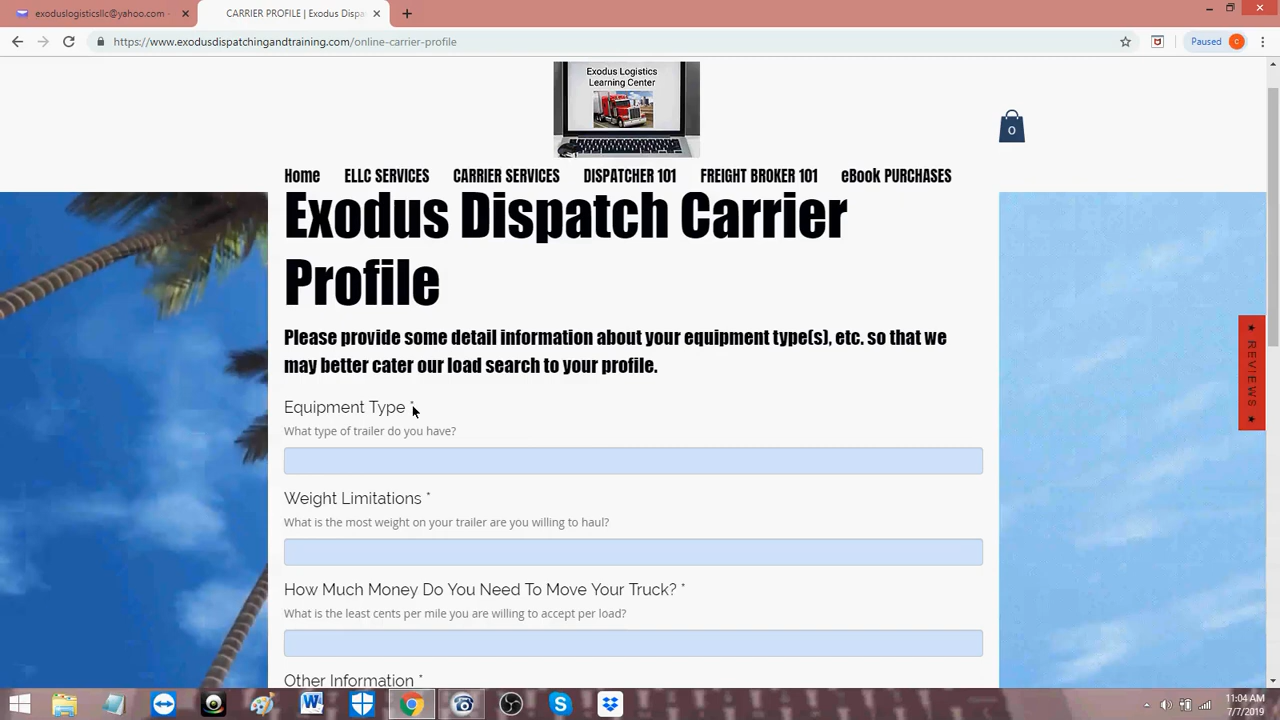 exoduslogisticsllc@yahoo.com -
CARRIER PROFILE | Exodus Dispa
https://www.exodusdispatchingandtraining.com/online-carrier-profile
Paused
c
Exodus Logistics
Learning Center
0
Home
ELLC SERVICES
CARRIER SERVICES
DISPATCHER 101
FREIGHT BROKER 101
eBook PURCHASES
Exodus Dispatch Carrier
Profile
Please provide some detail information about your equipment type(s), etc. so that we
may better cater our load search to your profile.
Equipment Type *
What type of trailer do you have?
Weight Limitations *
What is the most weight on your trailer are you willing to haul?
How Much Money Do You Need To Move Your Truck? *
What is the least cents per mile you are willing to accept per load?
Other Information *
★ REVIEWS ★
11:04 AM
7/7/2019